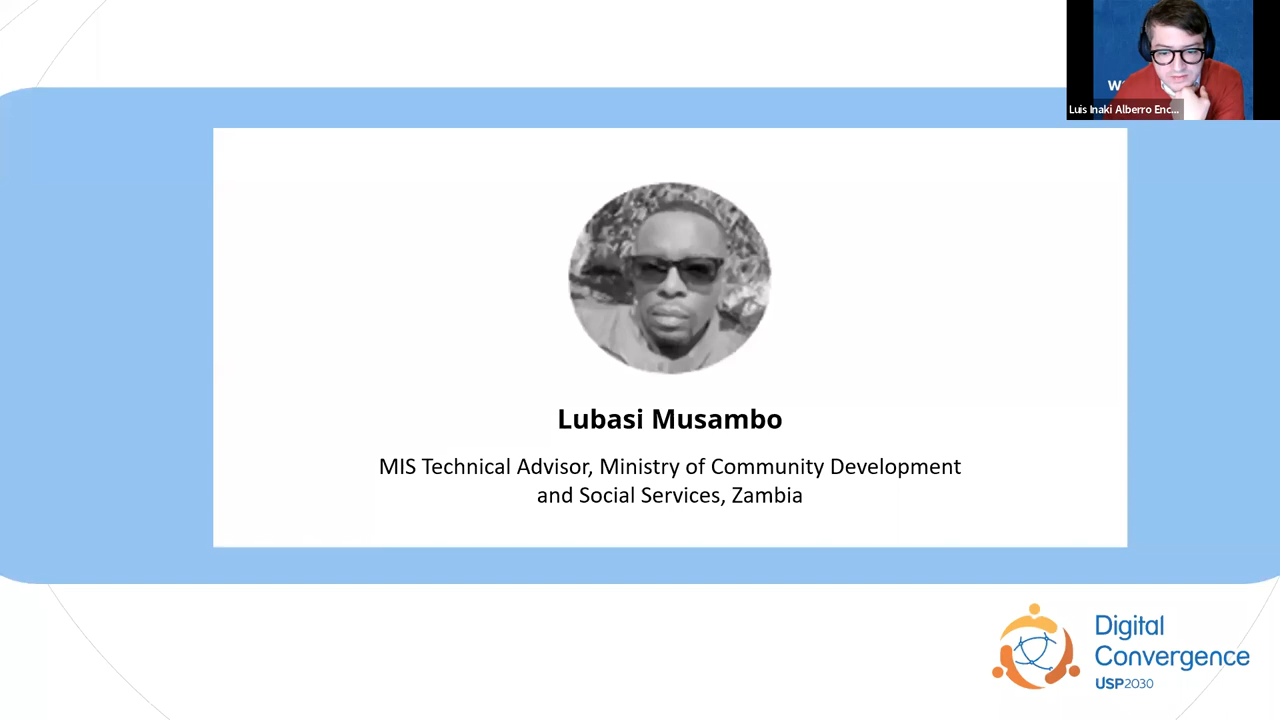 W
Luis Inaki Alberro Enc...
Lubasi Musambo
MIS Technical Advisor, Ministry of Community Development
and Social Services, Zambia
Digital
Convergence
USP2030